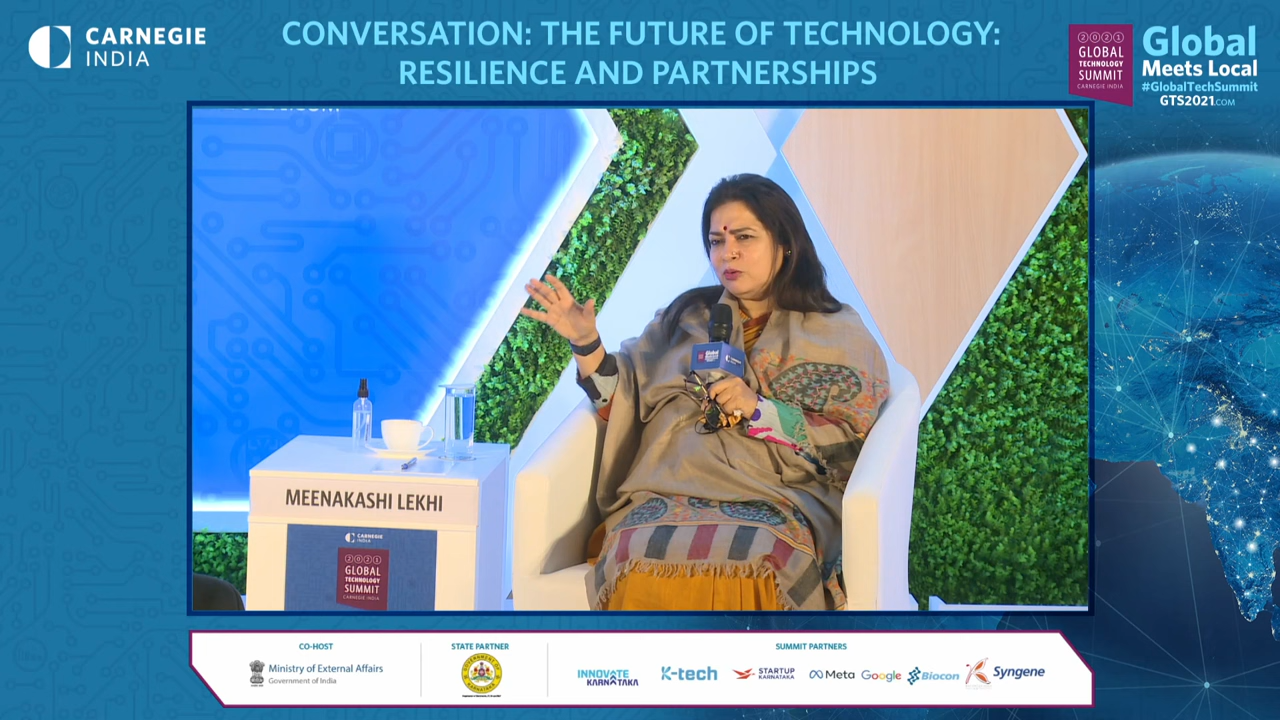 CARNEGIE
INDIA
CONVERSATION: THE FUTURE OF TECHNOLOGY:
RESILIENCE AND PARTNERSHIPS
2021
GLOBAL
TECHNOLOGY
SUMMIT
CARNEGIE INDIA
Global
Meets Local
#GlobalTechSummit
GTS2021.COM
Global
MEENAKASHI LEKHI
CARNEGIE
INDIA
2021
GLOBAL
TECHNOLOGY
SUMMIT
CARNEGIE INDIA
CO-HOST
Ministry of External Affairs
Government of India
STATE PARTNER
SUMMIT PARTNERS
INNOVATE
KARNATAKA
K-tech
STARTUP
KARNATAKA
Meta
Google
Biocon
Syngene